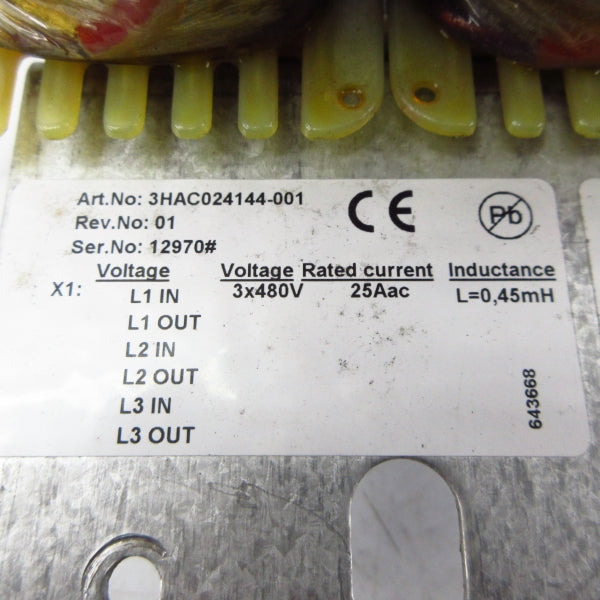 Art.No: 3HAC024144-001
Rev.No: 01
Ser.No: 12970#
CE
Pb
Voltage Voltage Rated current Inductance
X1: L1 IN 3x480V 25Aac L=0,45mH
L1 OUT
L2 IN
L2 OUT
L3 IN
L3 OUT
643668